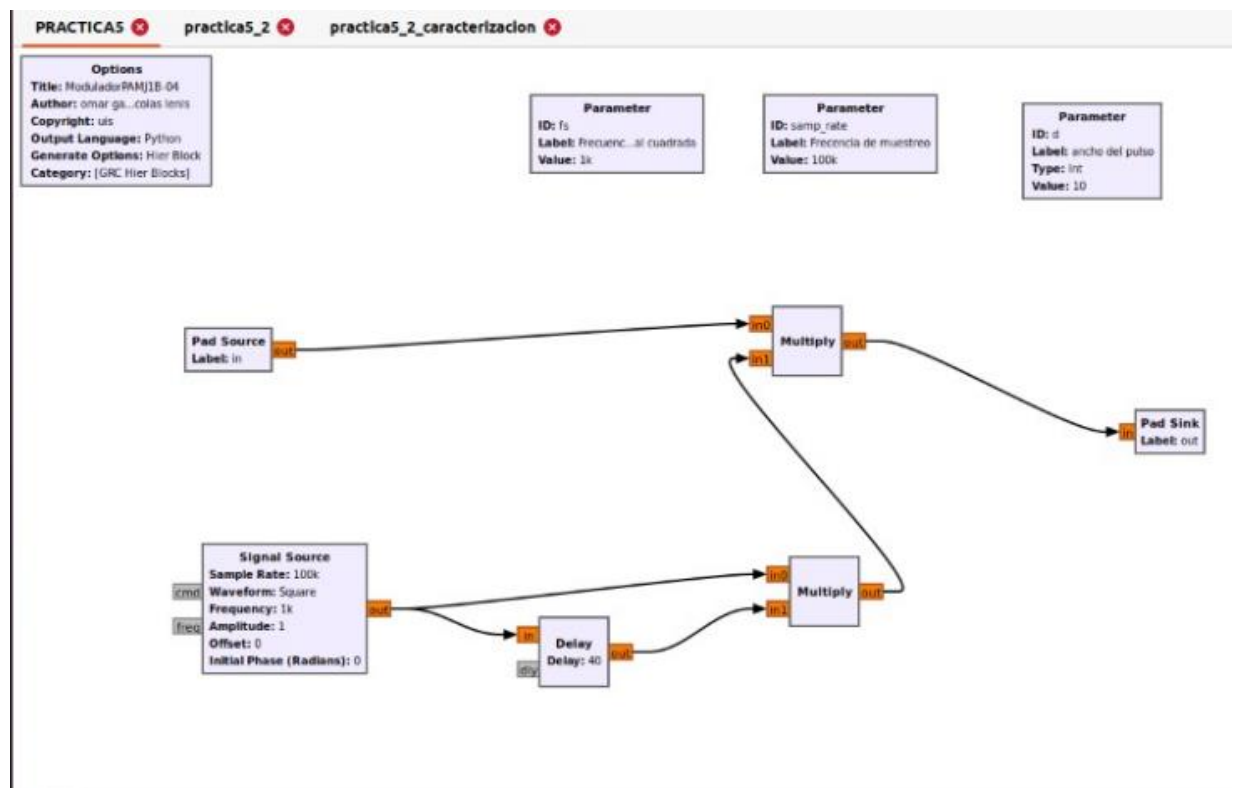 PRACTICA5
practica5_2
practica5_2_caracterizacion
Options
Title: ModuladorPAMJ1B-04
Author: omar ga...colas lenis
Copyright: uis
Output Language: Python
Generate Options: Hier Block
Category: [GRC Hier Blocks]
Parameter
ID: fs
Label: Frecuenc...al cuadrada
Value: 1k
Parameter
ID: samp_rate
Label: Frecencia de muestreo
Value: 100k
Parameter
ID: d
Label: ancho del pulso
Type: Int
Value: 10
Pad Source
Label: in
out
in0
in1
Multiply
out
in
Pad Sink
Label: out
Signal Source
Sample Rate: 100k
Waveform: Square
Frequency: 1k
Amplitude: 1
Offset: 0
Initial Phase (Radians): 0
cmd
freq
out
in
dly
Delay
Delay: 40
out
in0
in1
Multiply
out